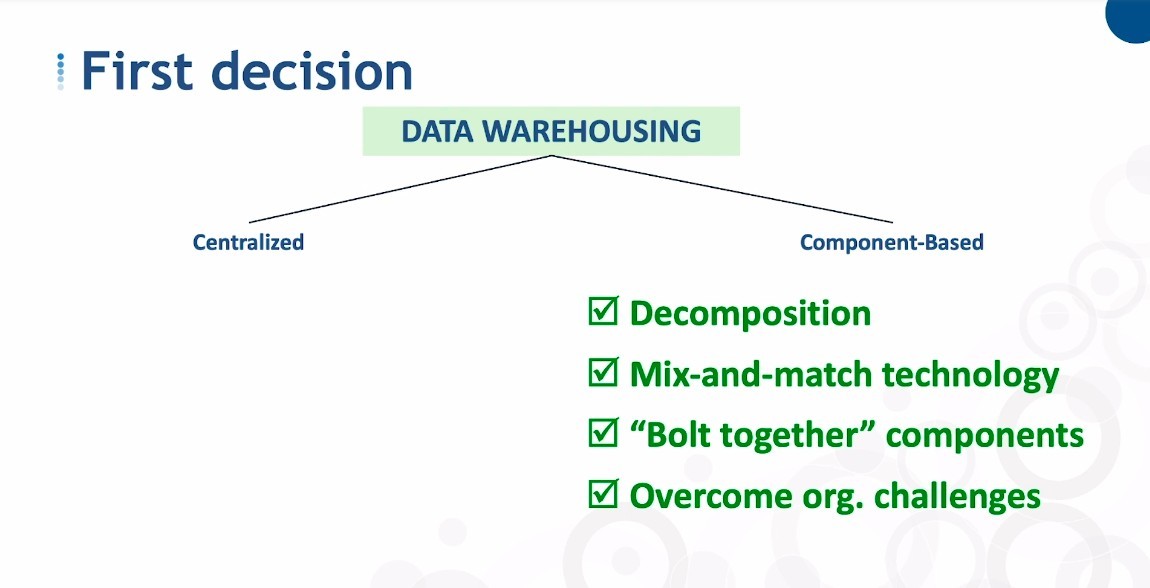 First decision
DATA WAREHOUSING
Centralized
Component-Based
Decomposition
Mix-and-match technology
“Bolt together” components
Overcome org. challenges